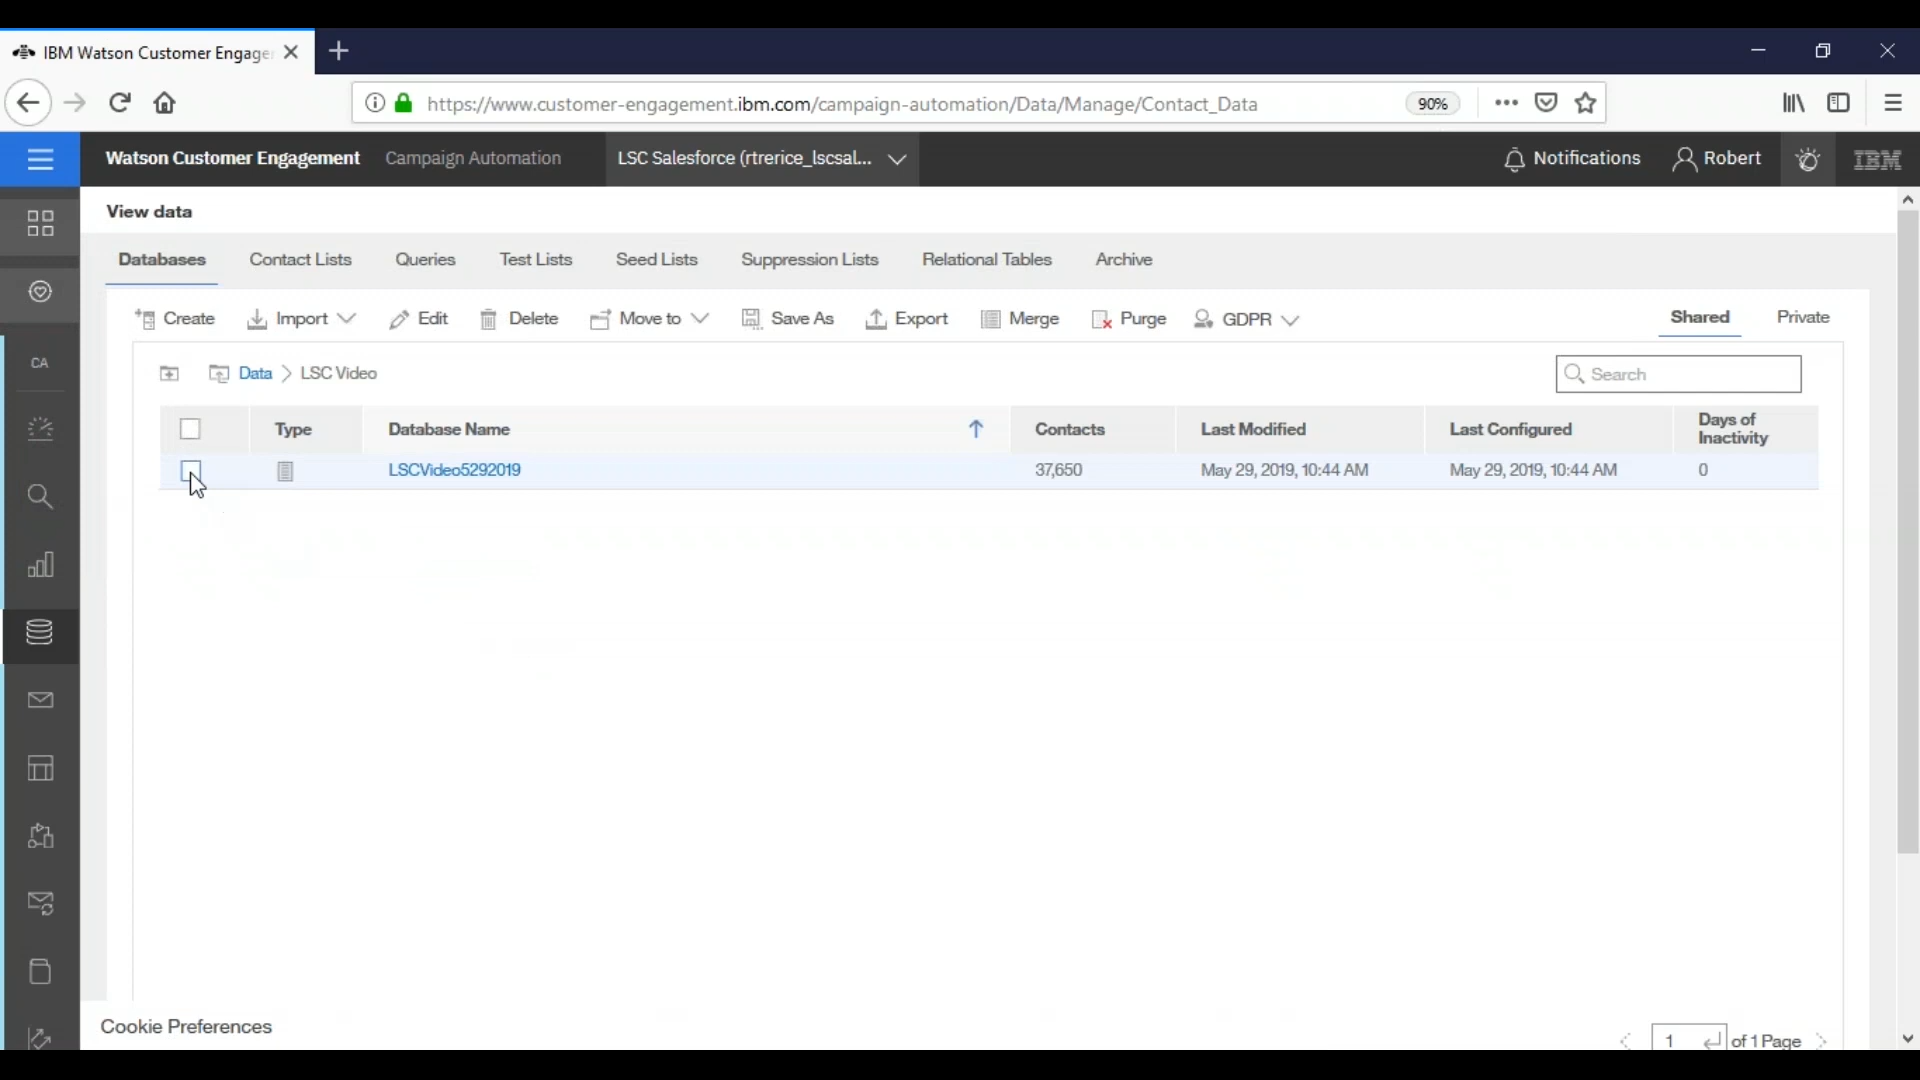 IBM Watson Customer Engage
https://www.customer-engagement.ibm.com/campaign-automation/Data/Manage/Contact_Data
90%
Watson Customer Engagement
Campaign Automation
LSC Salesforce (rtrerice_lscsal...
Notifications
Robert
IBM
View data
Databases
Contact Lists
Queries
Test Lists
Seed Lists
Suppression Lists
Relational Tables
Archive
Create
Import
Edit
Delete
Move to
Save As
Export
Merge
Purge
GDPR
Shared
Private
CA
Data > LSC Video
Search
Type
Database Name
Contacts
Last Modified
Last Configured
Days of
Inactivity
LSCVideo5292019
37,650
May 29, 2019, 10:44 AM
May 29, 2019, 10:44 AM
0
Cookie Preferences
1
of 1 Page